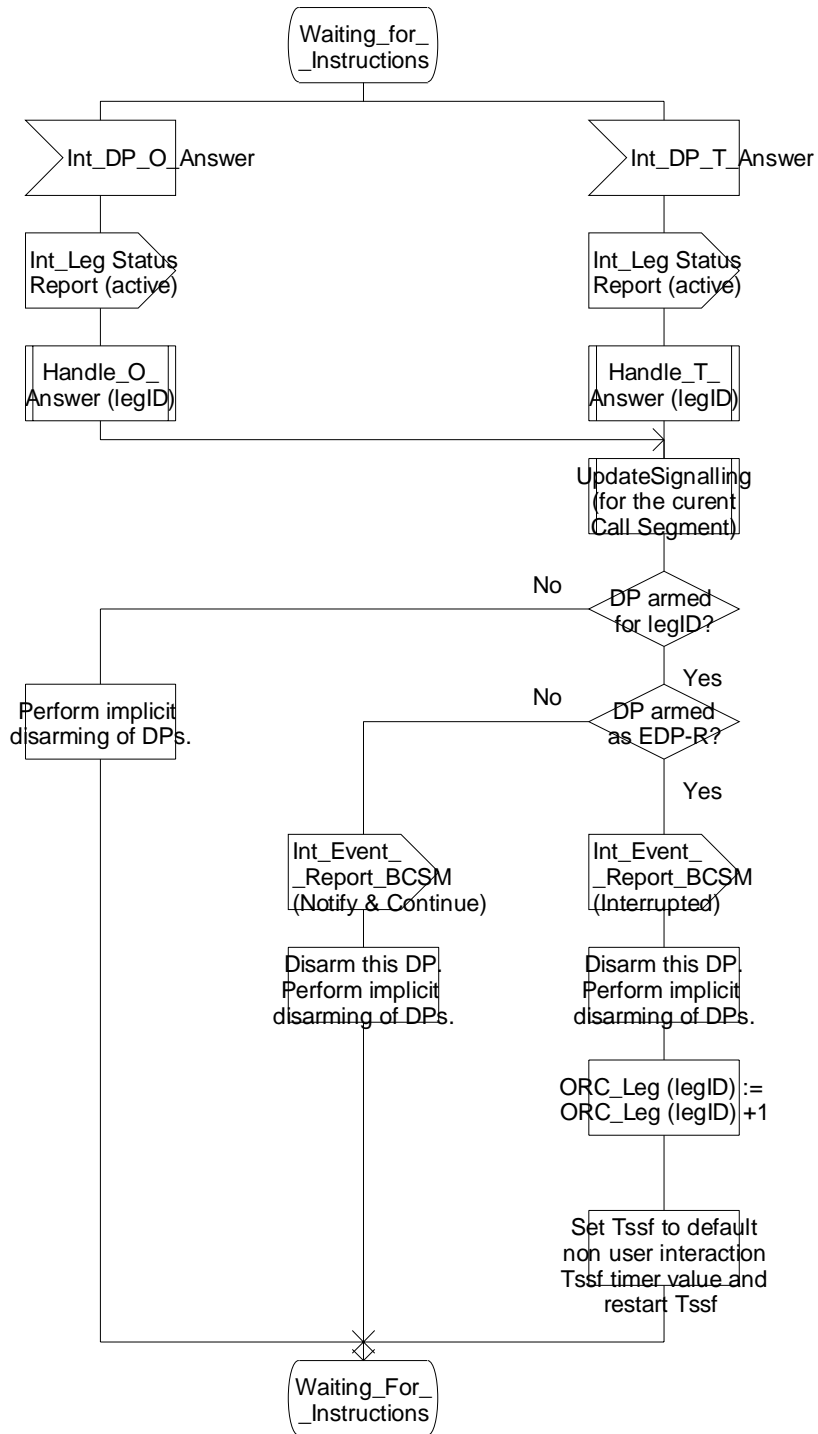 Waiting_for_
_Instructions
Int_DP_O_Answer
Int_DP_T_Answer
Int_Leg Status
Report (active)
Int_Leg Status
Report (active)
Handle_O_
Answer (legID)
Handle_T_
Answer (legID)
UpdateSignalling
(for the curent
Call Segment)
No
DP armed
for legID?
Yes
Perform implicit
disarming of DPs.
No
DP armed
as EDP-R?
Yes
Int_Event_
_Report_BCSM
(Notify & Continue)
Int_Event_
_Report_BCSM
(Interrupted)
Disarm this DP.
Perform implicit
disarming of DPs.
Disarm this DP.
Perform implicit
disarming of DPs.
ORC_Leg (legID) :=
ORC_Leg (legID) +1
Set Tssf to default
non user interaction
Tssf timer value and
restart Tssf
Waiting_For_
_Instructions